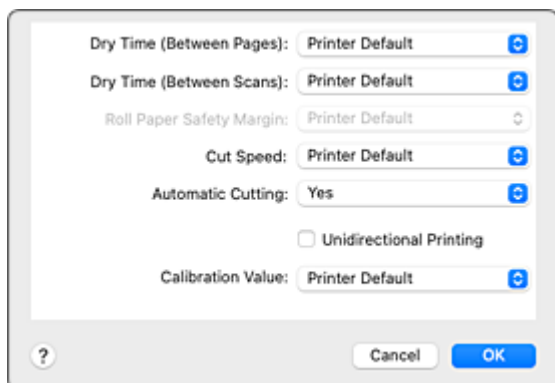 Dry Time (Between Pages): Printer Default
Dry Time (Between Scans): Printer Default
Roll Paper Safety Margin: Printer Default
Cut Speed: Printer Default
Automatic Cutting: Yes
Unidirectional Printing
Calibration Value: Printer Default
? Cancel OK